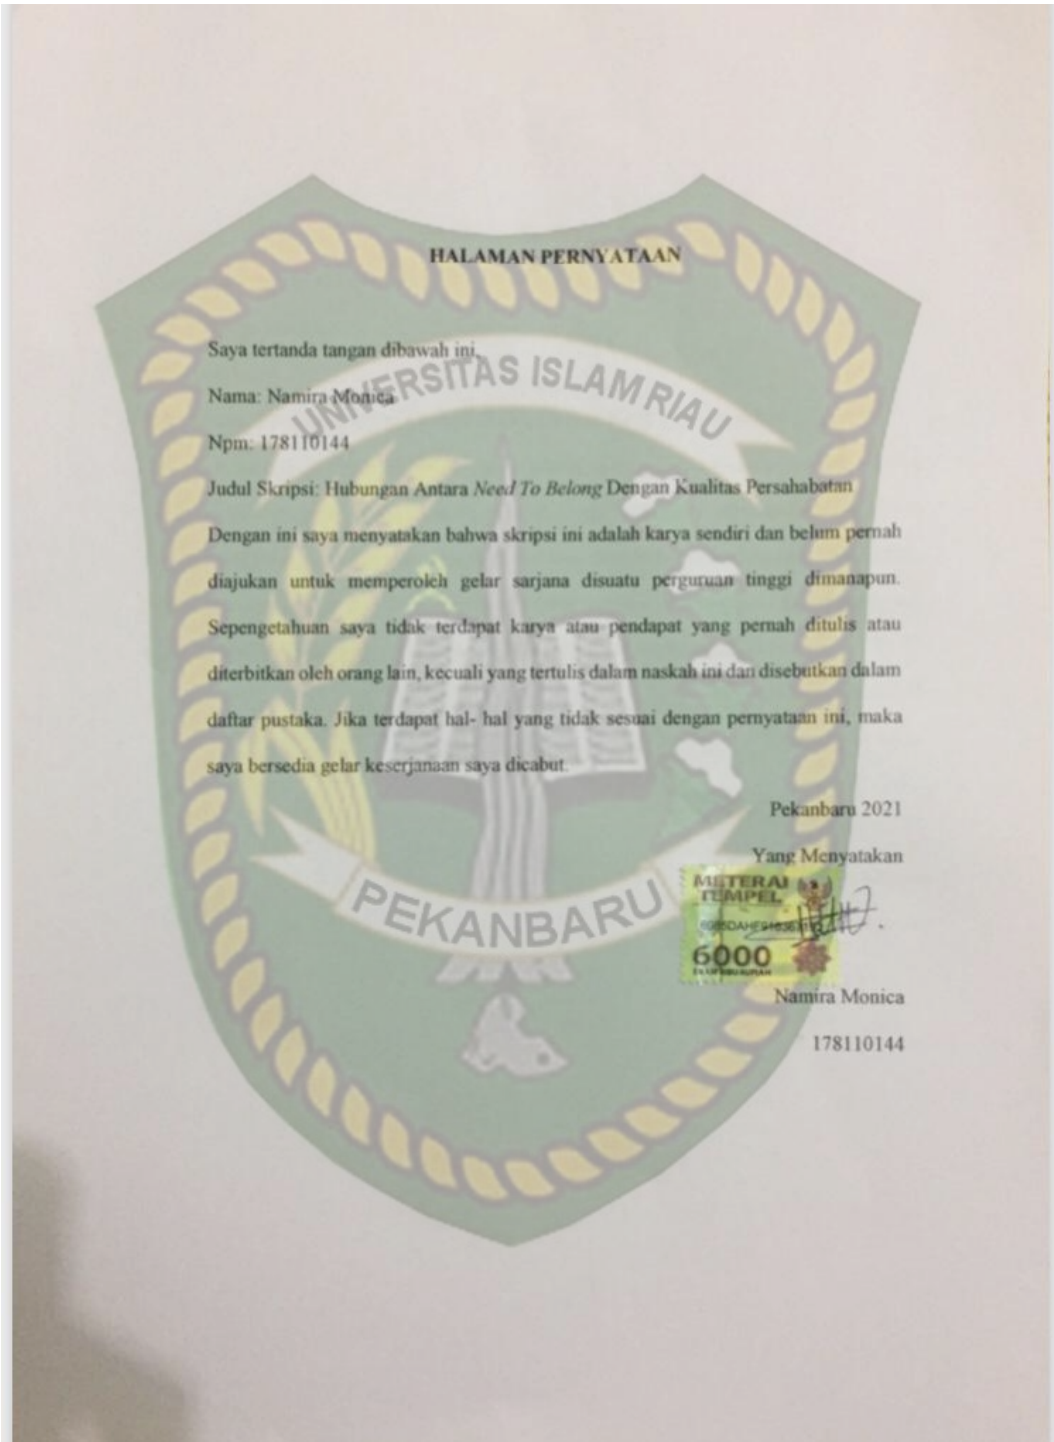 HALAMAN PERNYATAAN
Saya tertanda tangan dibawah ini,
UNIVERSITAS ISLAM RIAU
Nama: Namira Monica
Npm: 178110144
Judul Skripsi: Hubungan Antara Need To Belong Dengan Kualitas Persahabatan
Dengan ini saya menyatakan bahwa skripsi ini adalah karya sendiri dan belum pernah
diajukan untuk memperoleh gelar sarjana disuatu perguruan tinggi dimanapun.
Sepengetahuan saya tidak terdapat karya atau pendapat yang pernah ditulis atau
diterbitkan oleh orang lain, kecuali yang tertulis dalam naskah ini dan disebutkan dalam
daftar pustaka. Jika terdapat hal- hal yang tidak sesuai dengan pernyataan ini, maka
saya bersedia gelar keserjanaan saya dicabut.
Pekanbaru 2021
Yang Menyatakan
PEKANBARU
METERAI
TEMPEL
6000
Namira Monica
178110144